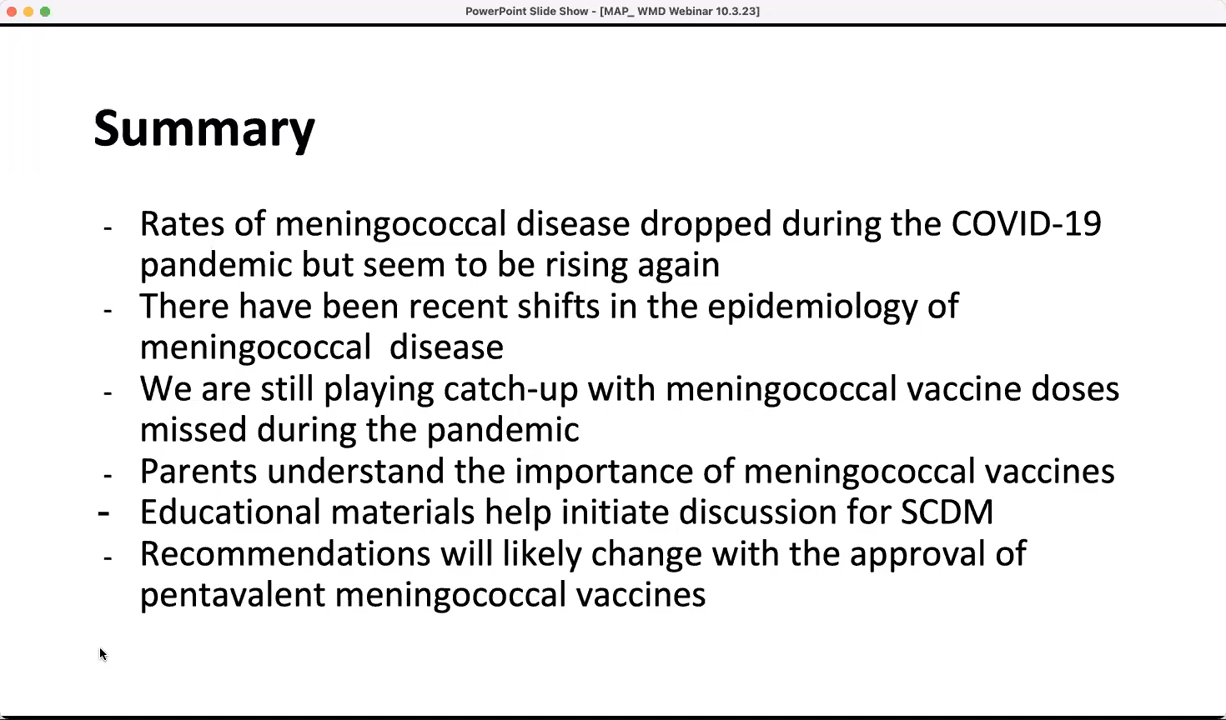 PowerPoint Slide Show - [MAP_ WMD Webinar 10.3.23]
Summary
- Rates of meningococcal disease dropped during the COVID-19
pandemic but seem to be rising again
- There have been recent shifts in the epidemiology of
meningococcal  disease
- We are still playing catch-up with meningococcal vaccine doses
missed during the pandemic
- Parents understand the importance of meningococcal vaccines
- Educational materials help initiate discussion for SCDM
- Recommendations will likely change with the approval of
pentavalent meningococcal vaccines